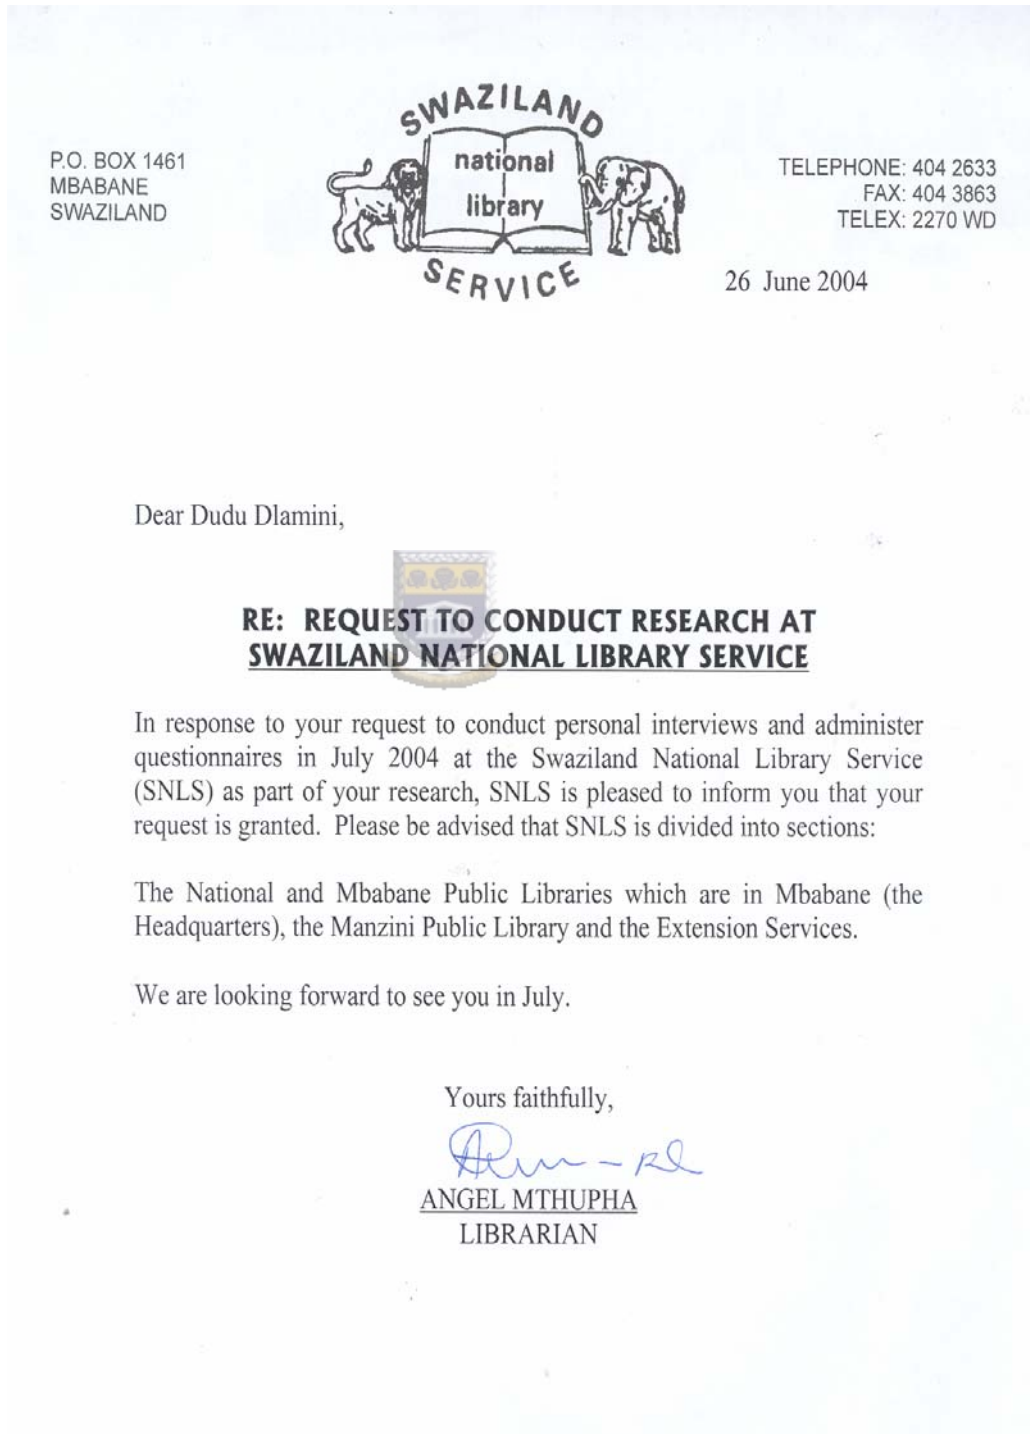 P.O. BOX 1461
MBABANE
SWAZILAND
SWAZILAND
national
library
SERVICE
TELEPHONE: 404 2633
FAX: 404 3863
TELEX: 2270 WD
26 June 2004
Dear Dudu Dlamini,
RE: REQUEST TO CONDUCT RESEARCH AT
SWAZILAND NATIONAL LIBRARY SERVICE
In response to your request to conduct personal interviews and administer
questionnaires in July 2004 at the Swaziland National Library Service
(SNLS) as part of your research, SNLS is pleased to inform you that your
request is granted. Please be advised that SNLS is divided into sections:
The National and Mbabane Public Libraries which are in Mbabane (the
Headquarters), the Manzini Public Library and the Extension Services.
We are looking forward to see you in July.
Yours faithfully,
ANGEL MTHUPHA
LIBRARIAN